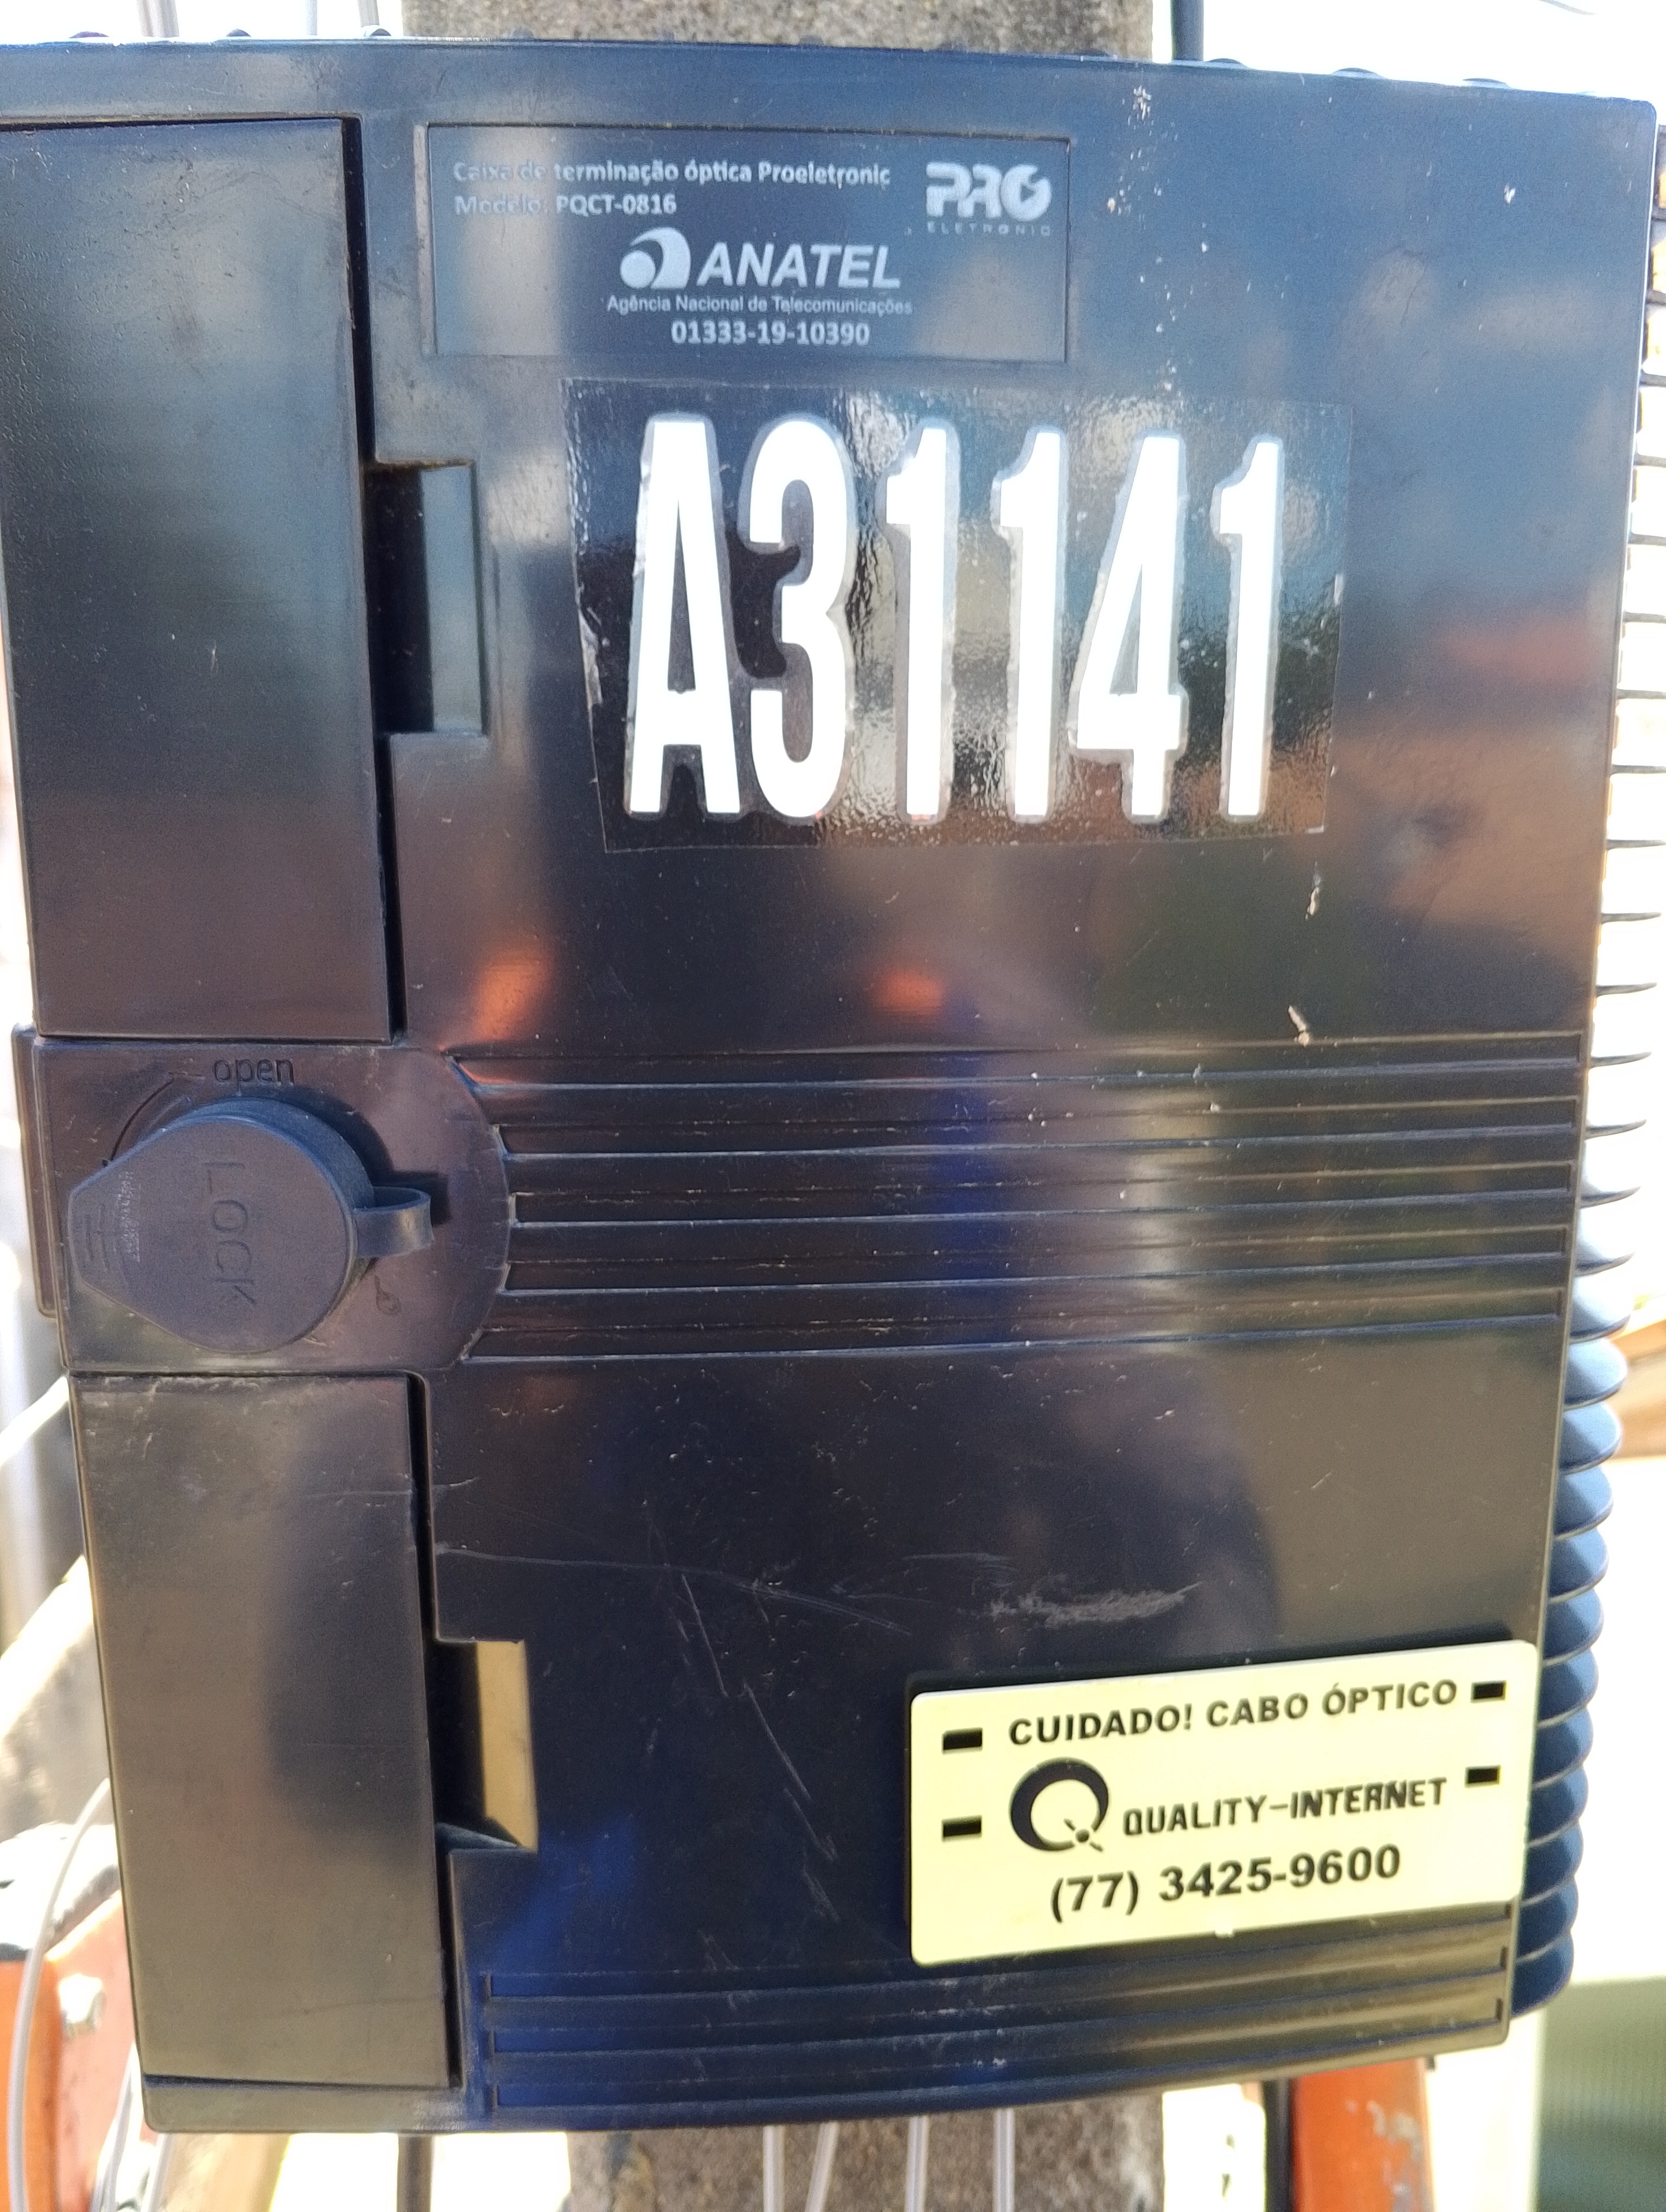 Caixa de terminação óptica Proeletronic
Modelo: PQCT-0816
PRO
ELETRONIC
ANATEL
Agência Nacional de Telecomunicações
01333-19-10390
A31141
open
LOCK
CUIDADO! CABO ÓPTICO
QUALITY-INTERNET
(77) 3425-9600